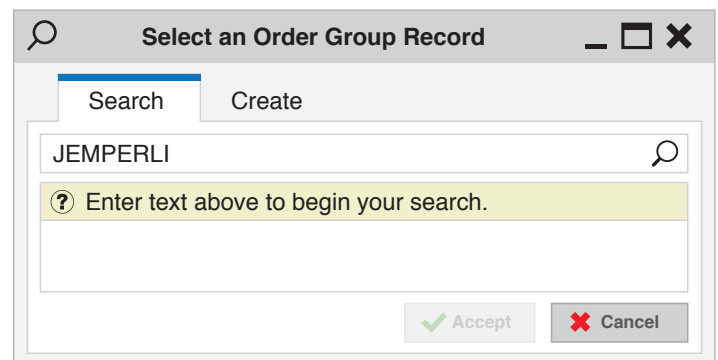 Select an Order Group Record
Search Create
JEMPERLI
? Enter text above to begin your search.
Accept Cancel